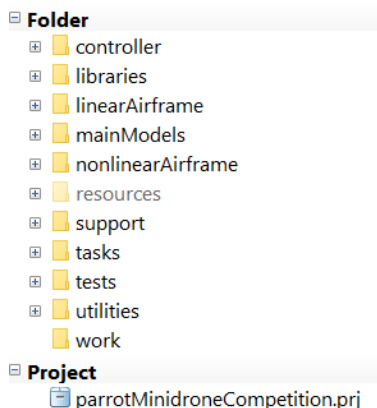 Folder
controller
libraries
linearAirframe
mainModels
nonlinearAirframe
resources
support
tasks
tests
utilities
work
Project
parrotMinidroneCompetition.prj